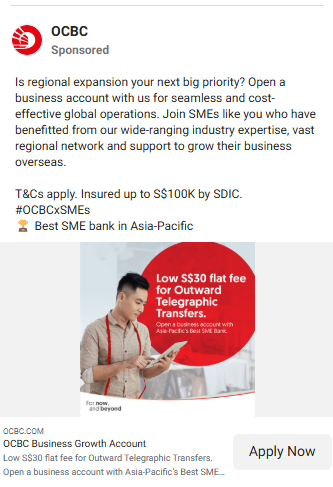 OCBC
Sponsored
Is regional expansion your next big priority? Open a
business account with us for seamless and cost-
effective global operations. Join SMEs like you who have
benefitted from our wide-ranging industry expertise, vast
regional network and support to grow their business
overseas.
T&Cs apply. Insured up to S$100K by SDIC.
#OCBCxSMEs
🏆 Best SME bank in Asia-Pacific
Low S$30 flat fee
for Outward
Telegraphic
Transfers.
Open a business account with
Asia-Pacific's Best SME Bank.
For now,
and beyond
OCBC.COM
OCBC Business Growth Account
Low S$30 flat fee for Outward Telegraphic Transfers.
Open a business account with Asia-Pacific's Best SME...
Apply Now